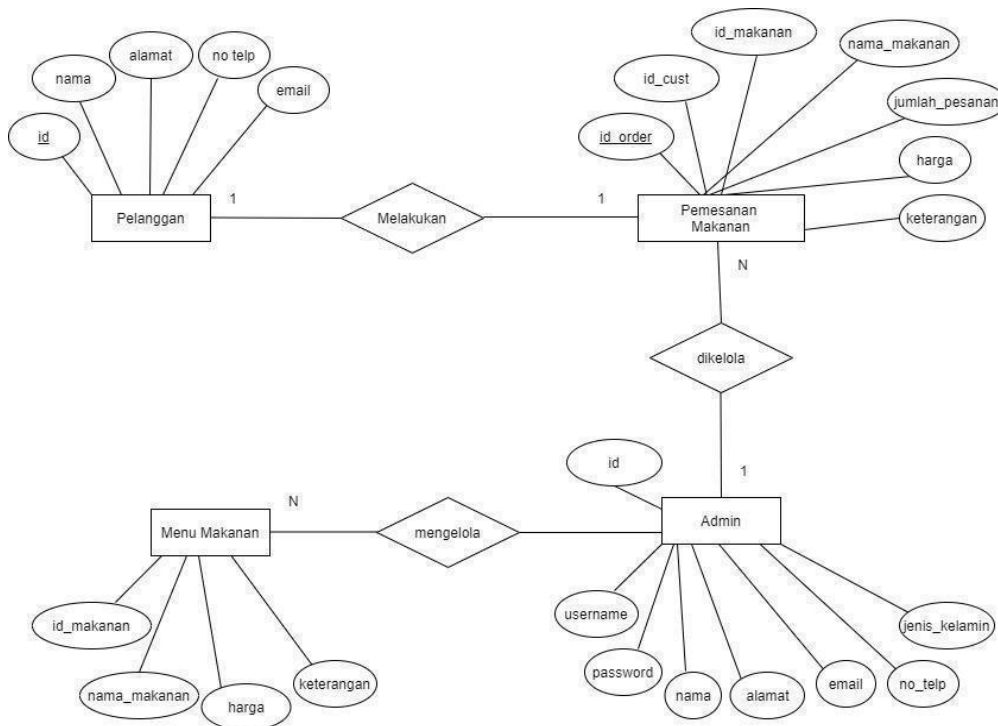 id
nama
alamat
no telp
email
Pelanggan
1
Melakukan
1
id_order
id_cust
id_makanan
nama_makanan
jumlah_pesanan
harga
keterangan
Pemesanan
Makanan
N
dikelola
1
id
Admin
username
password
nama
alamat
email
no_telp
jenis_kelamin
mengelola
N
Menu Makanan
id_makanan
nama_makanan
harga
keterangan